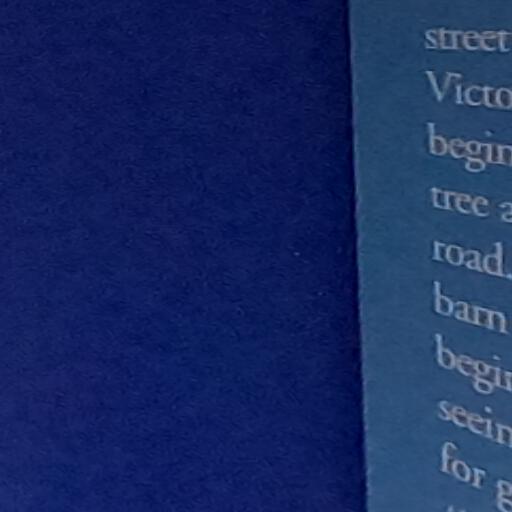 street
Victo
begin
tree a
road.
barn
begin
seein
for g